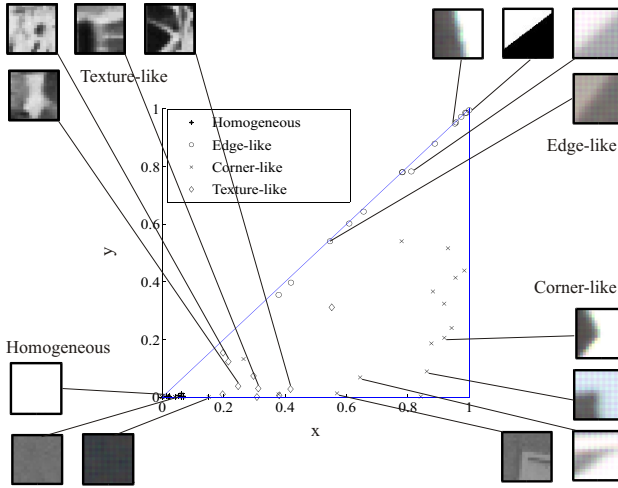 Texture-like
1
Homogeneous
Edge-like
Corner-like
Texture-like
Edge-like
0.8
0.6
y
0.4
Corner-like
0.2
Homogeneous
0
0 0.2 0.4 0.6 0.8 1
x